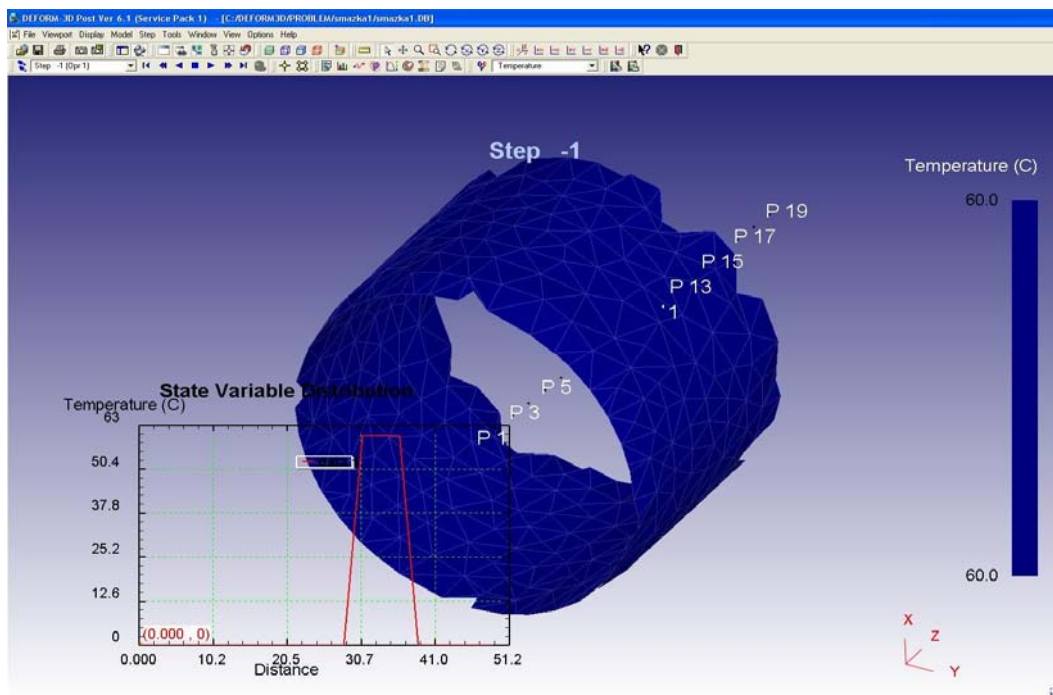 DEFORM-3D Post Ver 6.1 (Service Pack 1) - [C:/DEFORM3D/PROBLEM/smazka1/smazka1.DB]
File Viewport Display Model Step Tools Window View Options Help
Step -1 (Opr 1) Temperature
Step -1
Temperature (C)
60.0
60.0
P 19
P 17
P 15
P 13
1
P 5
P 3
P 1
State Variable Distribution
Temperature (C)
63
50.4
37.8
25.2
12.6
0
(0.000 , 0)
0.000 10.2 20.5 30.7 41.0 51.2
Distance
X
Z
Y